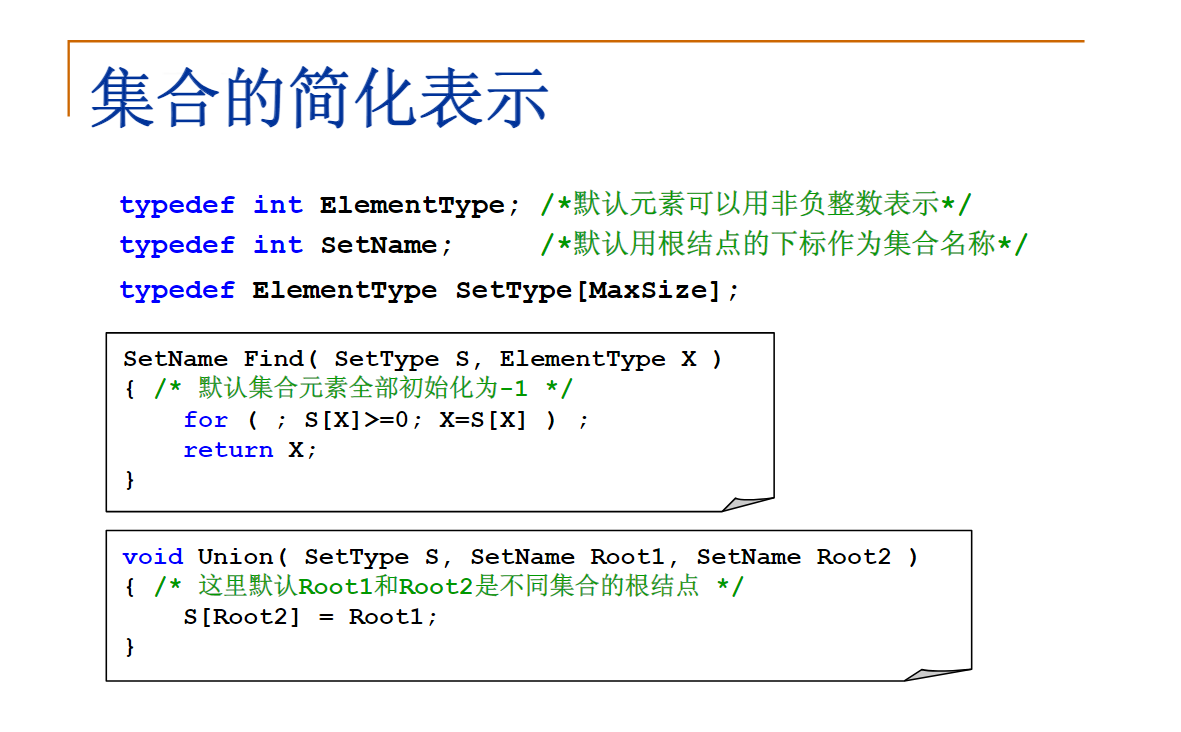 集合的简化表示
typedef int ElementType; /*默认元素可以用非负整数表示*/
typedef int SetName; /*默认用根结点的下标作为集合名称*/
typedef ElementType SetType[MaxSize];
SetName Find( SetType S, ElementType X )
{ /* 默认集合元素全部初始化为-1 */
for ( ; S[X]>=0; X=S[X] ) ;
return X;
}
void Union( SetType S, SetName Root1, SetName Root2 )
{ /* 这里默认Root1和Root2是不同集合的根结点 */
S[Root2] = Root1;
}